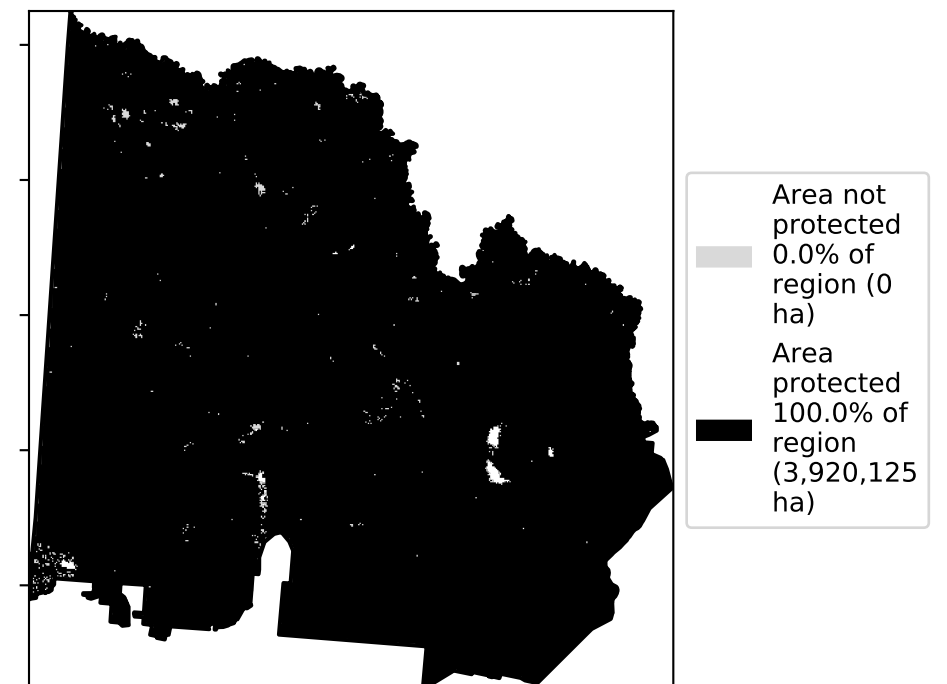 Area not
protected
0.0% of
region (0
ha)
Area
protected
100.0% of
region
(3,920,125
ha)